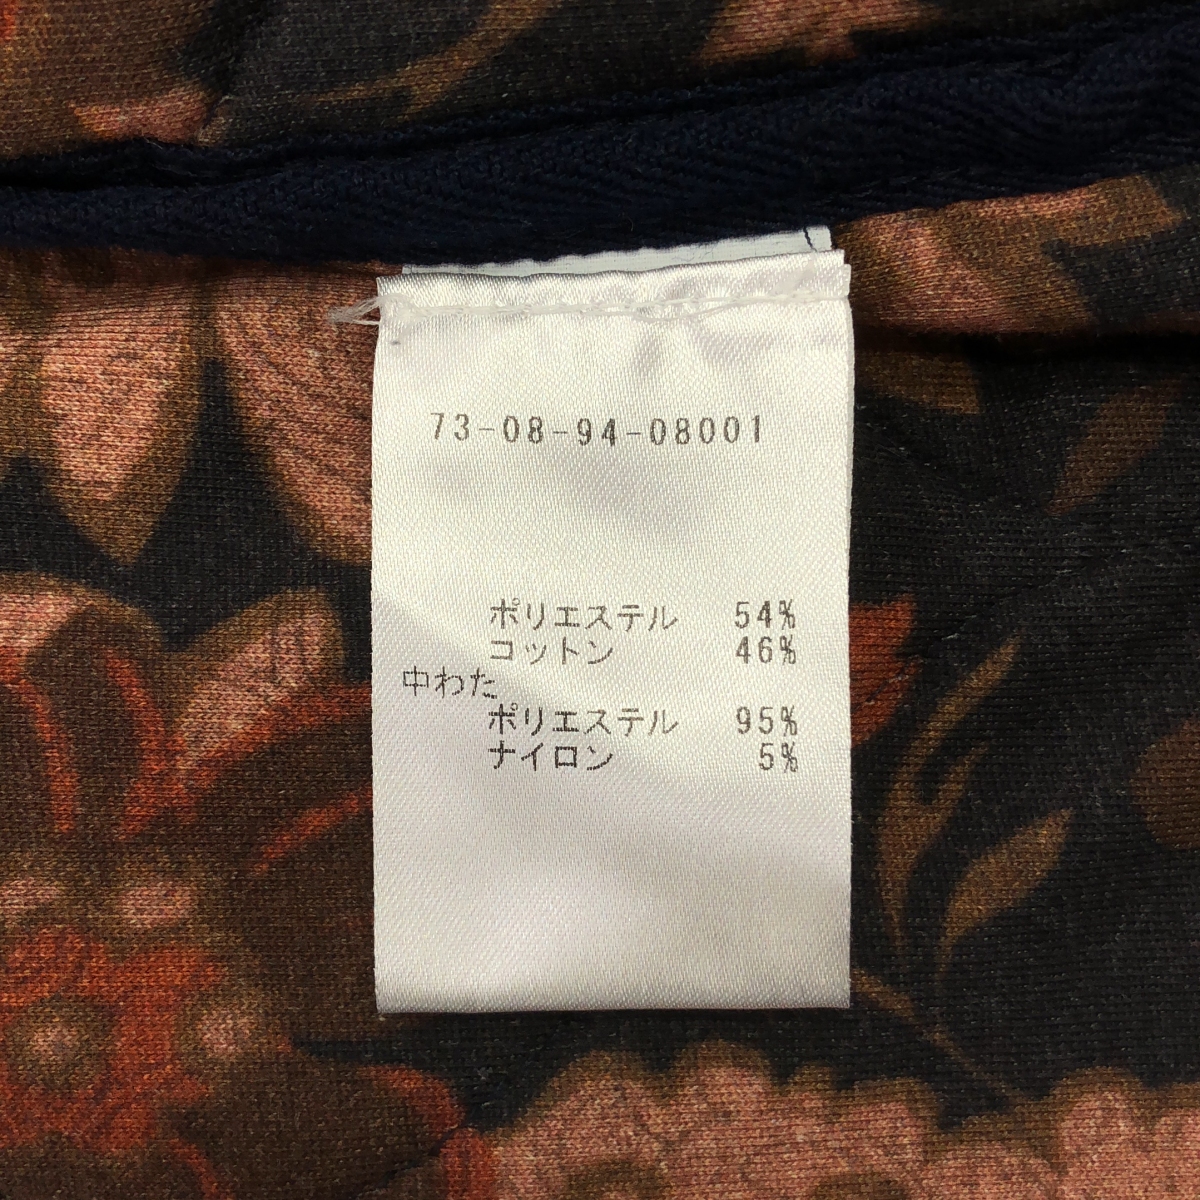 73-08-94-08001
ポリエステル 54%
コットン 46%
中わた
ポリエステル 95%
ナイロン 5%